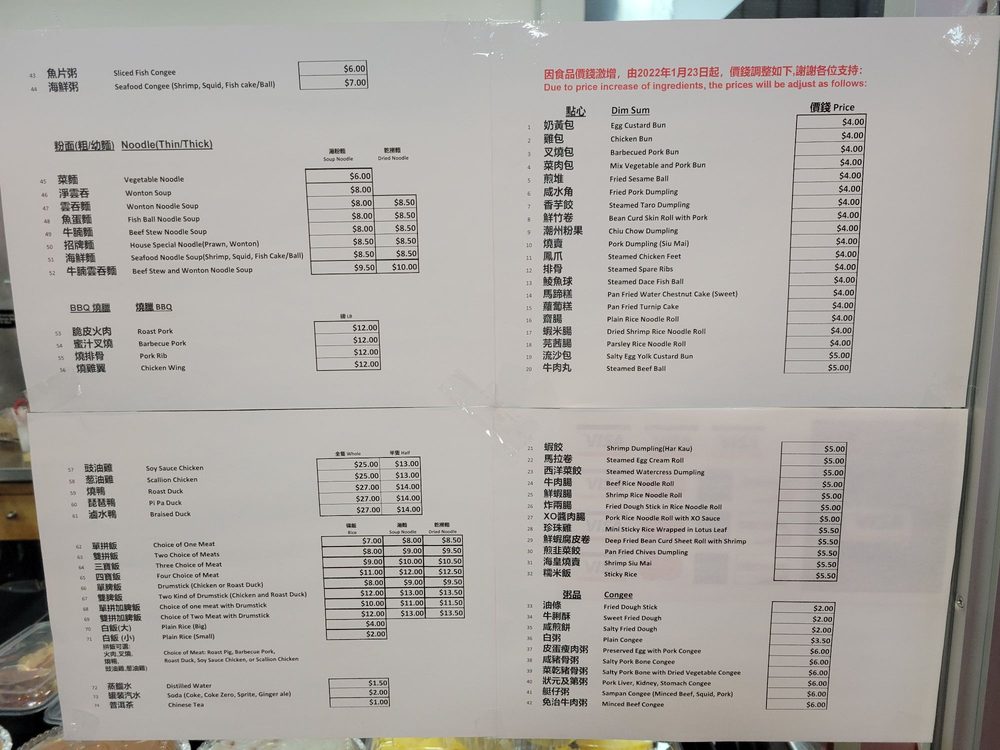 43 魚片粥 Sliced Fish Congee $6.00
44 海鮮粥 Seafood Congee (Shrimp, Squid, Fish cake/Ball) $7.00
粉面(粗/幼麵) Noodle(Thin/Thick)
湯粉麵 乾撈麵
Soup Noodle Dried Noodle
45 菜麵 Vegetable Noodle $6.00
46 淨雲吞 Wonton Soup $8.00
47 雲吞麵 Wonton Noodle Soup $8.00 $8.50
48 魚蛋麵 Fish Ball Noodle Soup $8.00 $8.50
49 牛腩麵 Beef Stew Noodle Soup $8.00 $8.50
50 招牌麵 House Special Noodle(Prawn, Wonton) $8.50 $8.50
51 海鮮麵 Seafood Noodle Soup(Shrimp, Squid, Fish Cake/Ball) $8.50 $8.50
52 牛腩雲吞麵 Beef Stew and Wonton Noodle Soup $9.50 $10.00
BBQ 燒臘 燒臘 BBQ
磅 LB
53 脆皮火肉 Roast Pork $12.00
54 蜜汁叉燒 Barbecue Pork $12.00
55 燒排骨 Pork Rib $12.00
56 燒雞翼 Chicken Wing $12.00
因食品價錢激增，由2022年1月23日起，價錢調整如下,謝謝各位支持：
Due to price increase of ingredients, the prices will be adjust as follows:
點心 Dim Sum 價錢 Price
1 奶黃包 Egg Custard Bun $4.00
2 雞包 Chicken Bun $4.00
3 叉燒包 Barbecued Pork Bun $4.00
4 菜肉包 Mix Vegetable and Pork Bun $4.00
5 煎堆 Fried Sesame Ball $4.00
6 咸水角 Fried Pork Dumpling $4.00
7 香芋餃 Steamed Taro Dumpling $4.00
8 鮮竹卷 Bean Curd Skin Roll with Pork $4.00
9 潮州粉果 Chiu Chow Dumpling $4.00
10 燒賣 Pork Dumpling (Siu Mai) $4.00
11 鳳爪 Steamed Chicken Feet $4.00
12 排骨 Steamed Spare Ribs $4.00
13 鯪魚球 Steamed Dace Fish Ball $4.00
14 馬蹄糕 Pan Fried Water Chestnut Cake (Sweet) $4.00
15 蘿蔔糕 Pan Fried Turnip Cake $4.00
16 齋腸 Plain Rice Noodle Roll $4.00
17 蝦米腸 Dried Shrimp Rice Noodle Roll $4.00
18 芫茜腸 Parsley Rice Noodle Roll $4.00
19 流沙包 Salty Egg Yolk Custard Bun $5.00
20 牛肉丸 Steamed Beef Ball $5.00
全隻 Whole 半隻 Half
57 豉油雞 Soy Sauce Chicken $25.00 $13.00
58 葱油雞 Scallion Chicken $25.00 $13.00
59 燒鴨 Roast Duck $27.00 $14.00
60 琵琶鴨 Pi Pa Duck $27.00 $14.00
61 滷水鴨 Braised Duck $27.00 $14.00
碟飯 湯麵 乾撈麵
Rice Soup Noodle Dried Noodle
62 單拼飯 Choice of One Meat $7.00 $8.00 $8.50
63 雙拼飯 Two Choice of Meats $8.00 $9.00 $9.50
64 三寶飯 Three Choice of Meat $9.00 $10.00 $10.50
65 四寶飯 Four Choice of Meat $11.00 $12.00 $12.50
66 單髀飯 Drumstick (Chicken or Roast Duck) $8.00 $9.00 $9.50
67 雙髀飯 Two Kind of Drumstick (Chicken and Roast Duck) $12.00 $13.00 $13.50
68 單拼加髀飯 Choice of one meat with Drumstick $10.00 $11.00 $11.50
69 雙拼加髀飯 Choice of Two Meat with Drumstick $12.00 $13.00 $13.50
70 白飯(大) Plain Rice (Big) $4.00
71 白飯 (小) Plain Rice (Small) $2.00
拼飯可選:
火肉,叉燒, Choice of Meat: Roast Pig, Barbecue Pork,
燒鴨, Roast Duck, Soy Sauce Chicken, or Scallion Chicken
豉油雞,葱油雞)
72 蒸餾水 Distilled Water $1.50
73 罐裝汽水 Soda (Coke, Coke Zero, Sprite, Ginger ale) $2.00
74 普洱茶 Chinese Tea $1.00
21 蝦餃 Shrimp Dumpling(Har Kau) $5.00
22 馬拉卷 Steamed Egg Cream Roll $5.00
23 西洋菜餃 Steamed Watercress Dumpling $5.00
24 牛肉腸 Beef Rice Noodle Roll $5.00
25 鮮蝦腸 Shrimp Rice Noodle Roll $5.00
26 炸兩腸 Fried Dough Stick in Rice Noodle Roll $5.00
27 XO醬肉腸 Pork Rice Noodle Roll with XO Sauce $5.00
28 珍珠雞 Mini Sticky Rice Wrapped in Lotus Leaf $5.50
29 鮮蝦腐皮卷 Deep Fried Bean Curd Sheet Roll with Shrimp $5.50
30 煎韭菜餃 Pan Fried Chives Dumpling $5.50
31 海皇燒賣 Shrimp Siu Mai $5.50
32 糯米飯 Sticky Rice $5.50
粥品 Congee
33 油條 Fried Dough Stick $2.00
34 牛脷酥 Sweet Fried Dough $2.00
35 咸煎餅 Salty Fried Dough $2.00
36 白粥 Plain Congee $3.50
37 皮蛋瘦肉粥 Preserved Egg with Pork Congee $6.00
38 咸豬骨粥 Salty Pork Bone Congee $6.00
39 菜乾豬骨粥 Salty Pork Bone with Dried Vegetable Congee $6.00
40 狀元及第粥 Pork Liver, Kidney, Stomach Congee $6.00
41 艇仔粥 Sampan Congee (Minced Beef, Squid, Pork) $6.00
42 免治牛肉粥 Minced Beef Congee $6.00